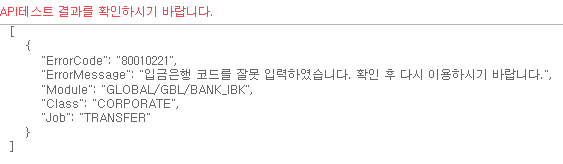 API테스트 결과를 확인하시기 바랍니다.
[
{
"ErrorCode": "80010221",
"ErrorMessage": "입금은행 코드를 잘못 입력하였습니다. 확인 후 다시 이용하시기 바랍니다.",
"Module": "GLOBAL/GBL/BANK_IBK",
"Class": "CORPORATE",
"Job": "TRANSFER"
}
]